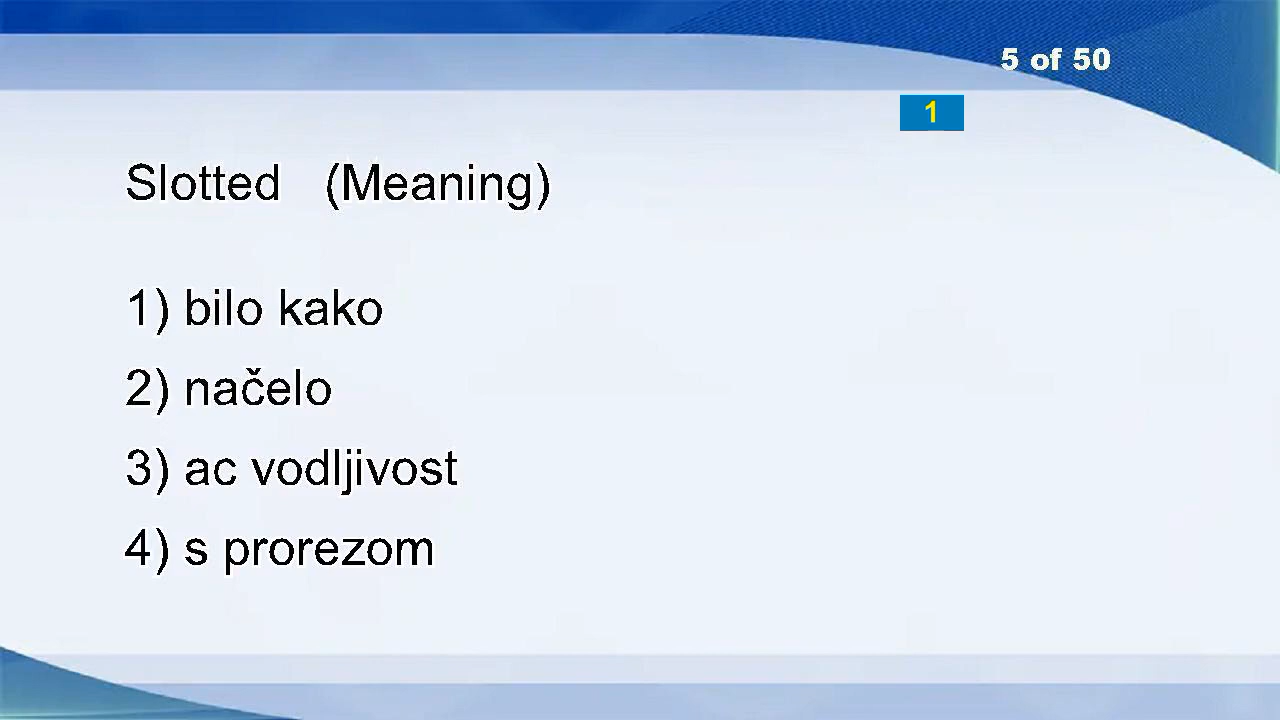 5 of 50
1
Slotted (Meaning)
1) bilo kako
2) načelo
3) ac vodljivost
4) s prorezom